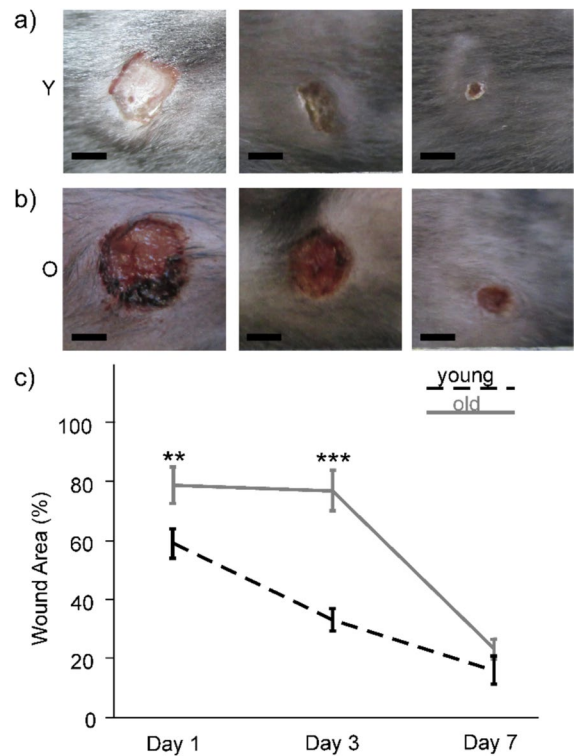 a)
Y
b)
O
c)
young
old
100
** ***
80
60
40
20
0
Wound Area (%)
Day 1 Day 3 Day 7